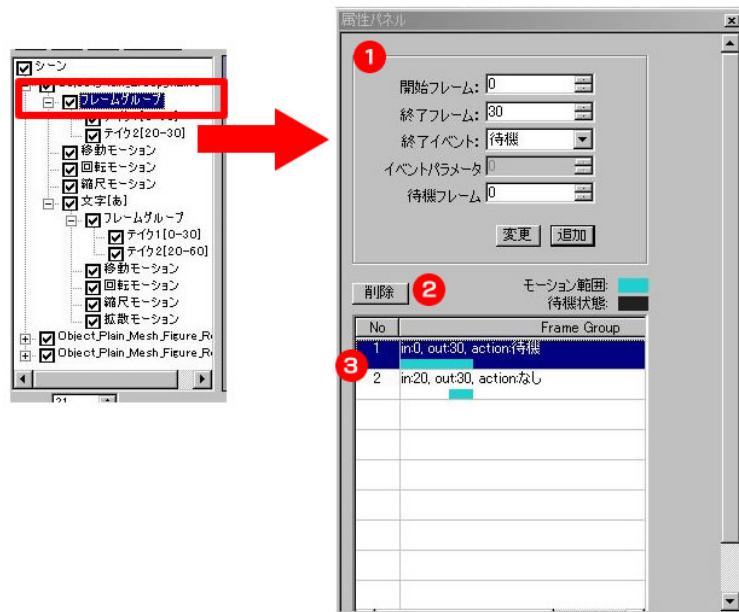 シーン
フレームグループ
テイク2[20-30]
移動モーション
回転モーション
縮尺モーション
文字[あ]
フレームグループ
テイク1[0-30]
テイク2[20-60]
移動モーション
回転モーション
縮尺モーション
拡散モーション
Object_Plain_Mesh_Figure_R
Object_Plain_Mesh_Figure_R
21
属性パネル
1
開始フレーム: 0
終了フレーム: 30
終了イベント: 待機
イベントパラメータ 0
待機フレーム 0
変更 追加
削除 2
モーション範囲:
待機状態:
No Frame Group
1 in:0, out:30, action:待機
3
2 in:20, out:30, action:なし